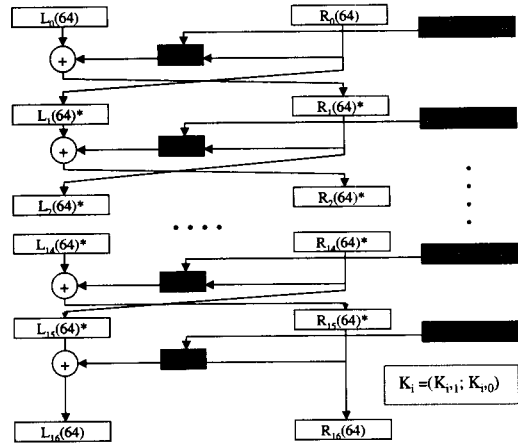 L0(64) R0(64)
+
L1(64)* R1(64)*
+
L2(64)* R2(64)*
L14(64)* R14(64)*
+
L15(64)* R15(64)*
+
Ki =(Ki,1; Ki,0)
L16(64) R16(64)